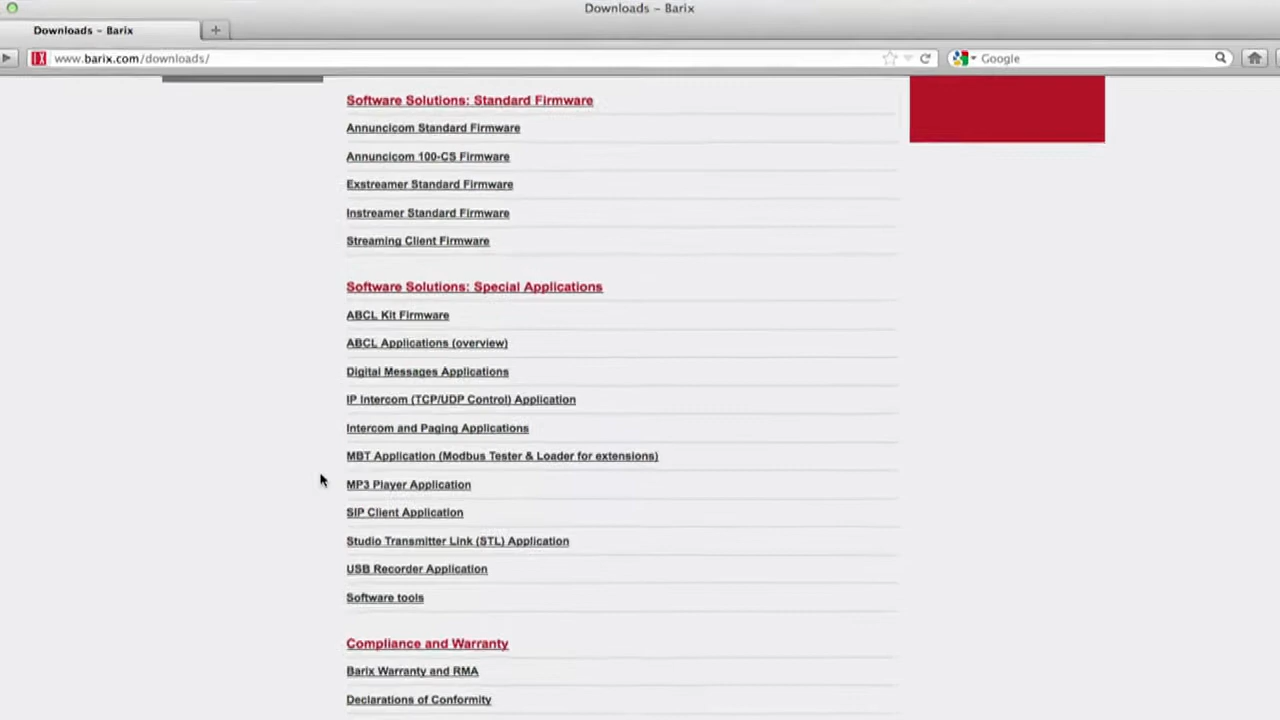 Downloads – Barix
Downloads – Barix
www.barix.com/downloads/
Google
Software Solutions: Standard Firmware
Annuncicom Standard Firmware
Annuncicom 100-CS Firmware
Exstreamer Standard Firmware
Instreamer Standard Firmware
Streaming Client Firmware
Software Solutions: Special Applications
ABCL Kit Firmware
ABCL Applications (overview)
Digital Messages Applications
IP Intercom (TCP/UDP Control) Application
Intercom and Paging Applications
MBT Application (Modbus Tester & Loader for extensions)
MP3 Player Application
SIP Client Application
Studio Transmitter Link (STL) Application
USB Recorder Application
Software tools
Compliance and Warranty
Barix Warranty and RMA
Declarations of Conformity